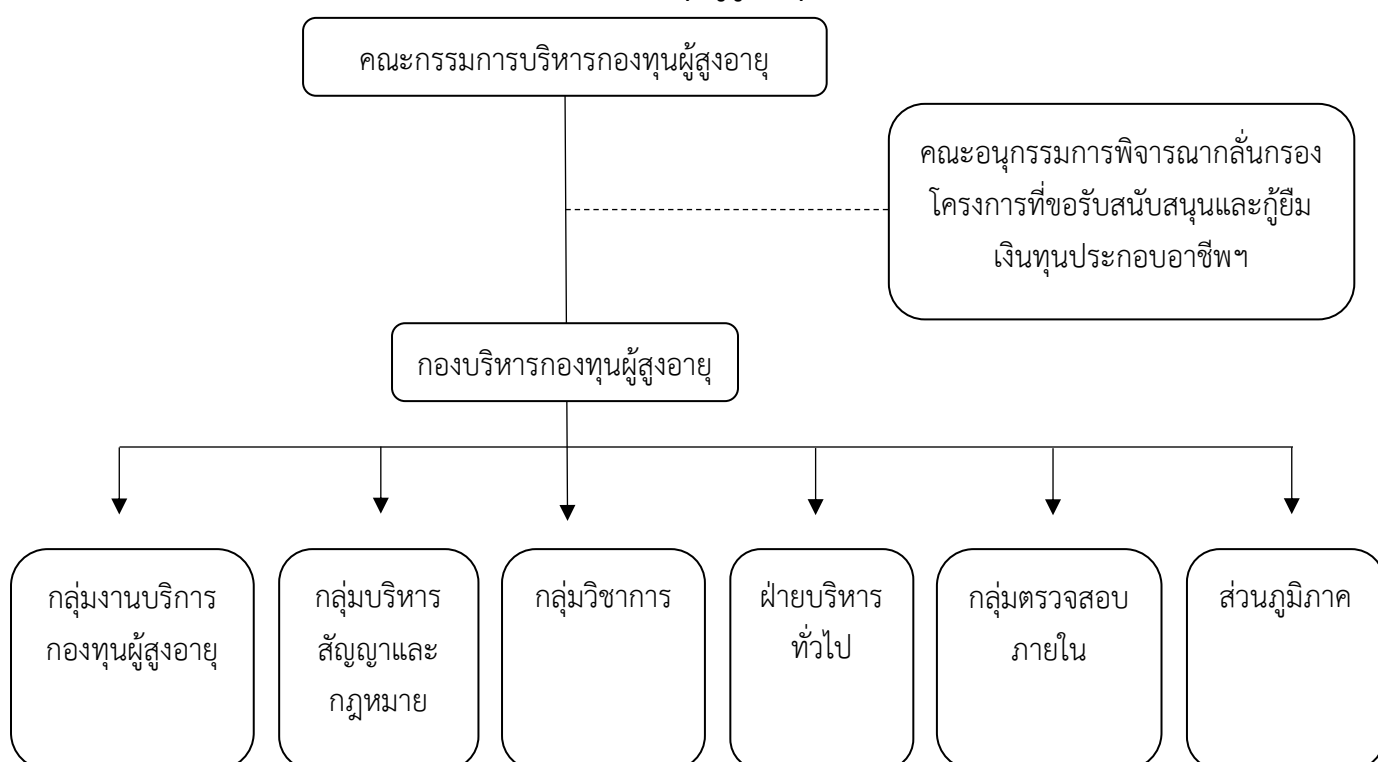 คณะกรรมการบริหารกองทุนผู้สูงอายุ
คณะอนุกรรมการพิจารณากลั่นกรอง
โครงการที่ขอรับสนับสนุนและกู้ยืม
เงินทุนประกอบอาชีพฯ
กองบริหารกองทุนผู้สูงอายุ
กลุ่มงานบริการ
กองทุนผู้สูงอายุ
กลุ่มบริหาร
สัญญาและ
กฎหมาย
กลุ่มวิชาการ
ฝ่ายบริหาร
ทั่วไป
กลุ่มตรวจสอบ
ภายใน
ส่วนภูมิภาค